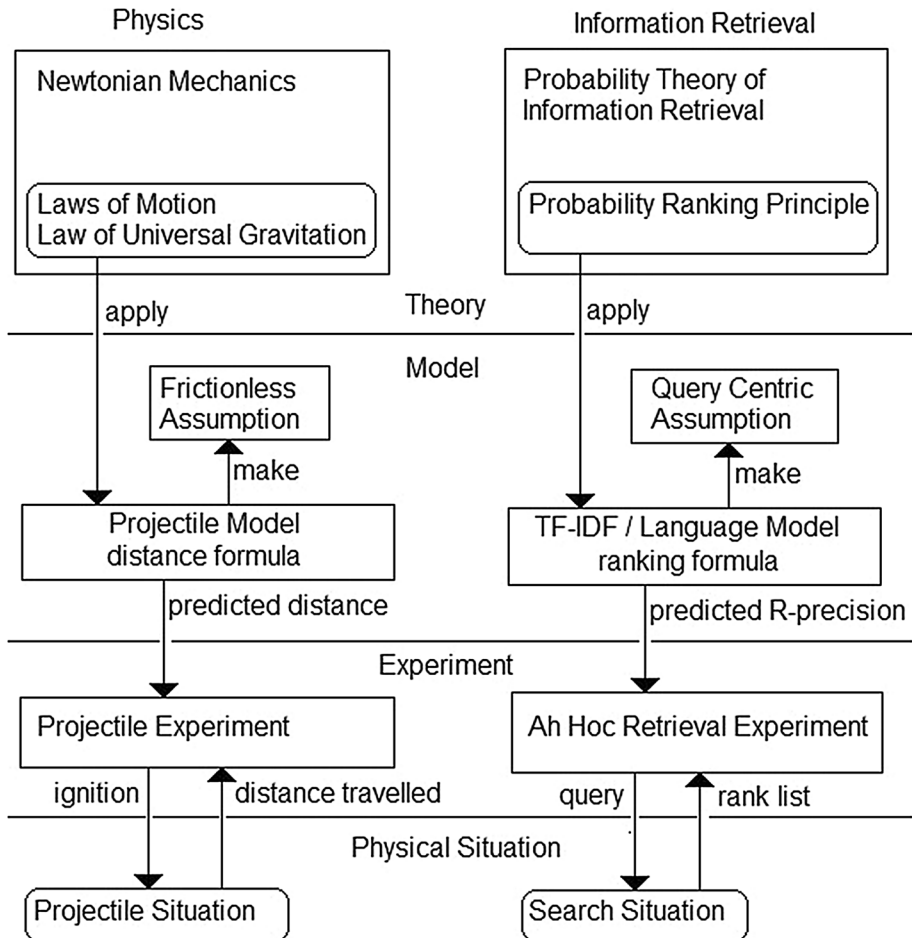 Physics
Information Retrieval
Newtonian Mechanics
Probability Theory of
Information Retrieval
Laws of Motion
Law of Universal Gravitation
Probability Ranking Principle
apply
Theory
apply
Model
Frictionless
Assumption
Query Centric
Assumption
make
make
Projectile Model
distance formula
TF-IDF / Language Model
ranking formula
predicted distance
predicted R-precision
Experiment
Projectile Experiment
Ah Hoc Retrieval Experiment
ignition
distance travelled
query
rank list
Physical Situation
Projectile Situation
Search Situation